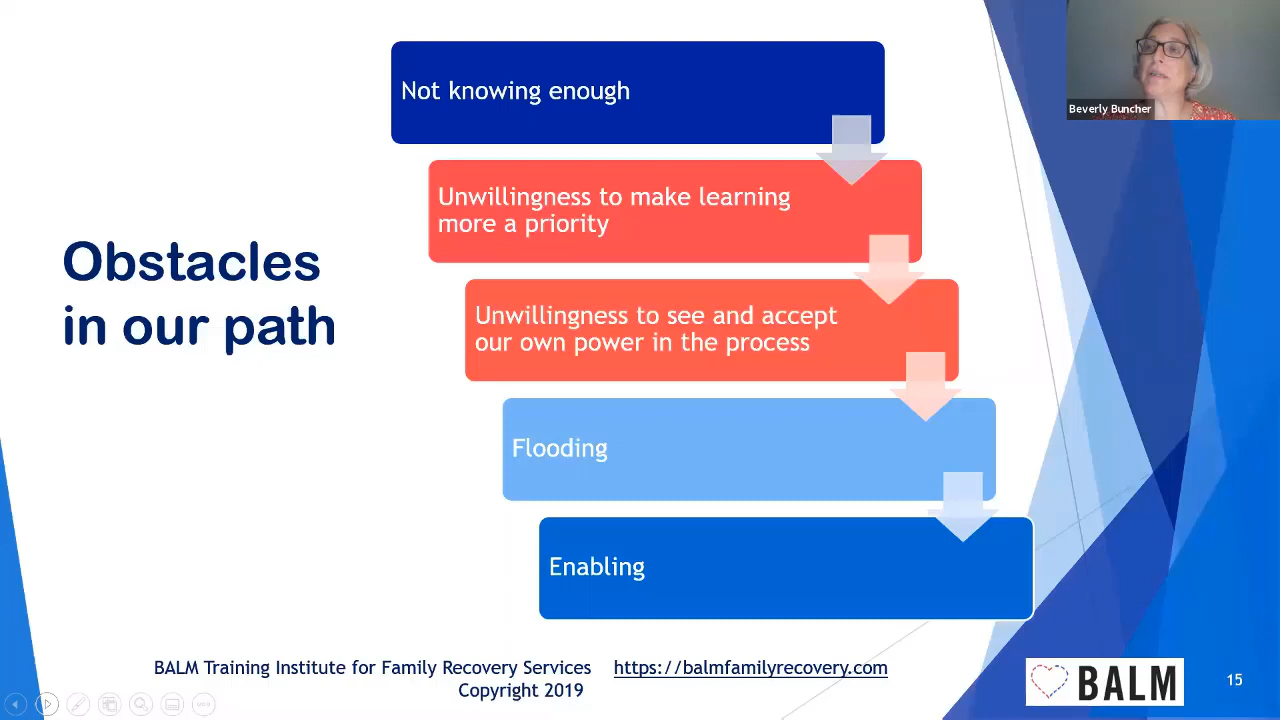 Beverly Buncher
Obstacles
in our path
Not knowing enough
Unwillingness to make learning
more a priority
Unwillingness to see and accept
our own power in the process
Flooding
Enabling
BALM Training Institute for Family Recovery Services https://balmfamilyrecovery.com
Copyright 2019
BALM
15